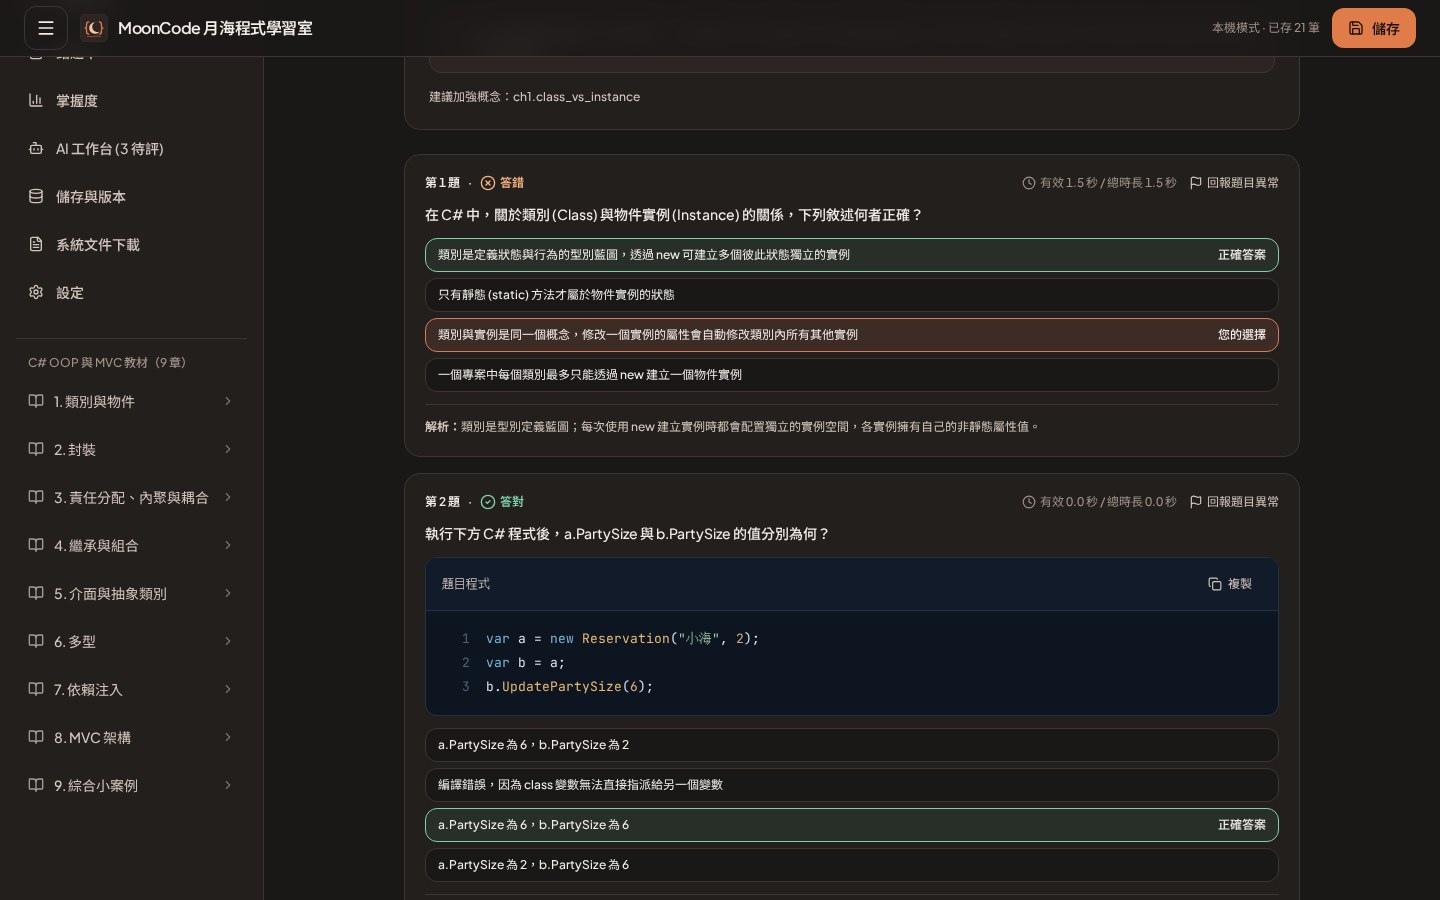 MoonCode 月海程式學習室
本機模式 · 已存 21 筆
儲存
掌握度
AI 工作台 (3 待評)
儲存與版本
系統文件下載
設定
C# OOP 與 MVC 教材（9 章）
1. 類別與物件
2. 封裝
3. 責任分配、內聚與耦合
4. 繼承與組合
5. 介面與抽象類別
6. 多型
7. 依賴注入
8. MVC 架構
9. 綜合小案例
建議加強概念：ch1.class_vs_instance
第 1 題 · 答錯
有效 1.5 秒 / 總時長 1.5 秒
回報題目異常
在 C# 中，關於類別 (Class) 與物件實例 (Instance) 的關係，下列敘述何者正確？
類別是定義狀態與行為的型別藍圖，透過 new 可建立多個彼此狀態獨立的實例
正確答案
只有靜態 (static) 方法才屬於物件實例的狀態
類別與實例是同一個概念，修改一個實例的屬性會自動修改類別內所有其他實例
您的選擇
一個專案中每個類別最多只能透過 new 建立一個物件實例
解析：類別是型別定義藍圖；每次使用 new 建立實例時都會配置獨立的實例空間，各實例擁有自己的非靜態屬性值。
第 2 題 · 答對
有效 0.0 秒 / 總時長 0.0 秒
回報題目異常
執行下方 C# 程式後，a.PartySize 與 b.PartySize 的值分別為何？
題目程式
複製
1 var a = new Reservation("小海", 2);
2 var b = a;
3 b.UpdatePartySize(6);
a.PartySize 為 6，b.PartySize 為 2
編譯錯誤，因為 class 變數無法直接指派給另一個變數
a.PartySize 為 6，b.PartySize 為 6
正確答案
a.PartySize 為 2，b.PartySize 為 6